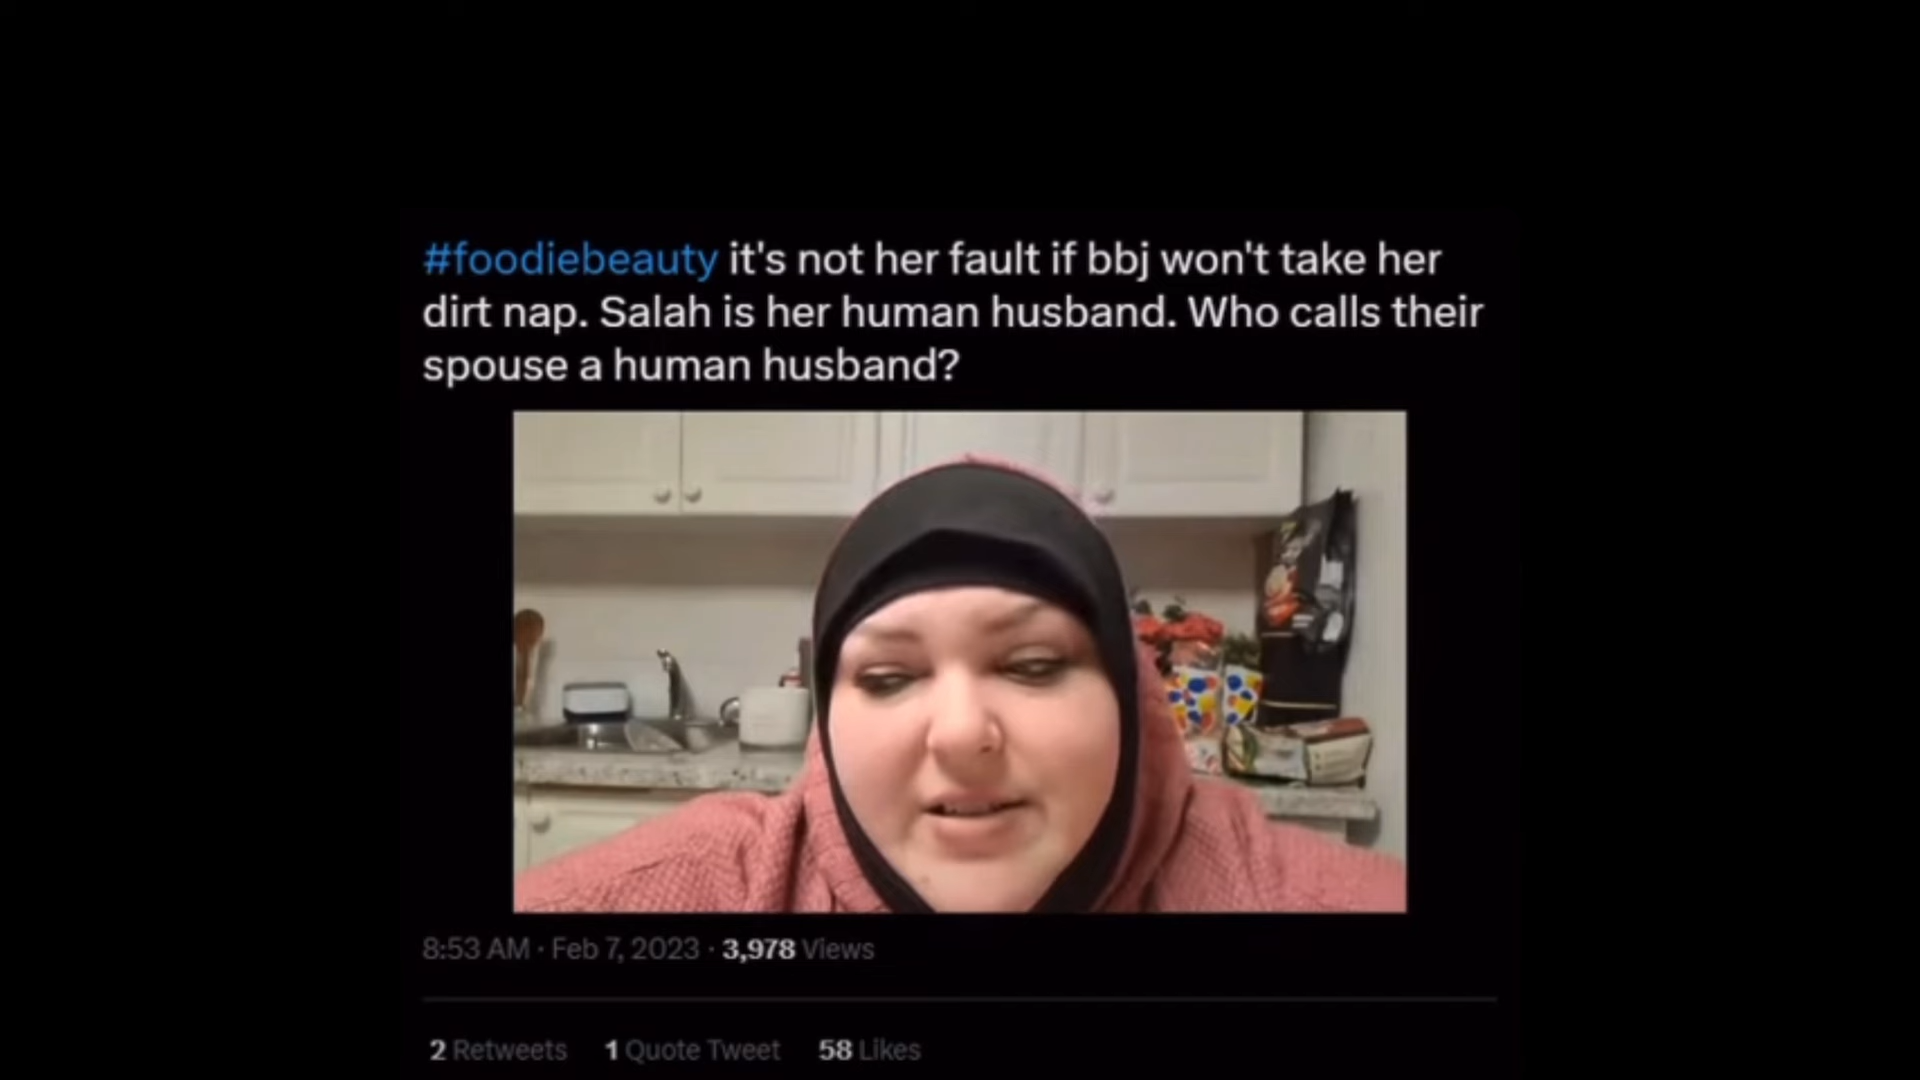 #foodiebeauty it's not her fault if bbj won't take her
dirt nap. Salah is her human husband. Who calls their
spouse a human husband?
8:53 AM · Feb 7, 2023 · 3,978 Views
2 Retweets 1 Quote Tweet 58 Likes